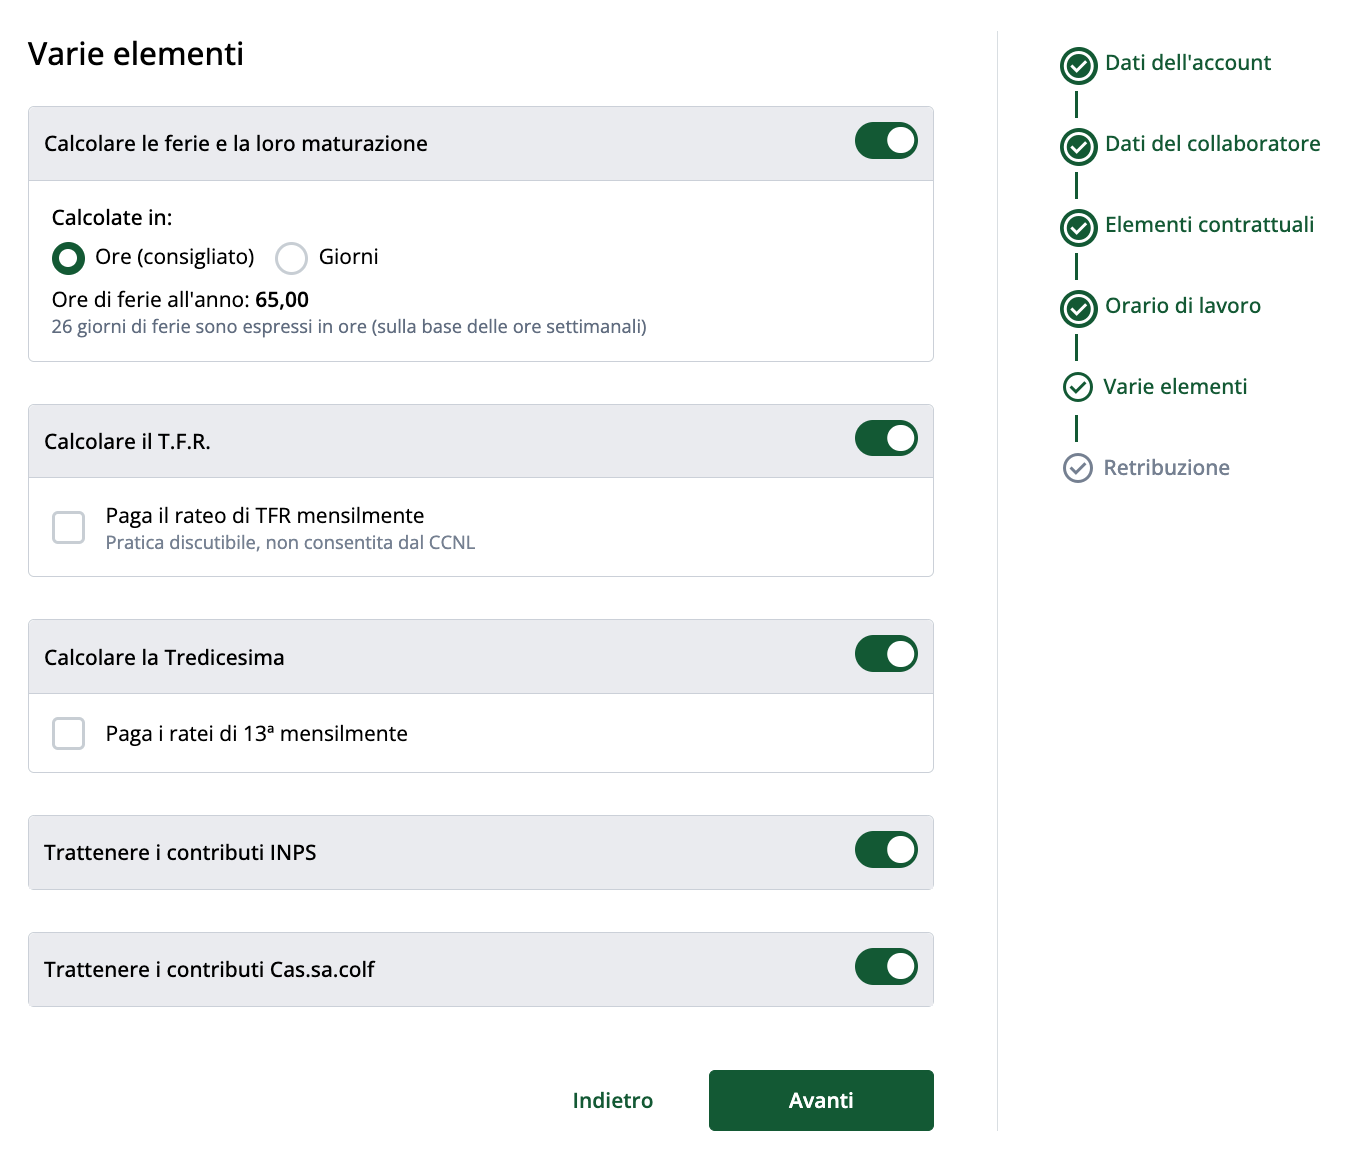 Varie elementi
Calcolare le ferie e la loro maturazione
Calcolate in:
Ore (consigliato) Giorni
Ore di ferie all'anno: 65,00
26 giorni di ferie sono espressi in ore (sulla base delle ore settimanali)
Calcolare il T.F.R.
Paga il rateo di TFR mensilmente
Pratica discutibile, non consentita dal CCNL
Calcolare la Tredicesima
Paga i ratei di 13ª mensilmente
Trattenere i contributi INPS
Trattenere i contributi Cas.sa.colf
Indietro
Avanti
Dati dell'account
Dati del collaboratore
Elementi contrattuali
Orario di lavoro
Varie elementi
Retribuzione